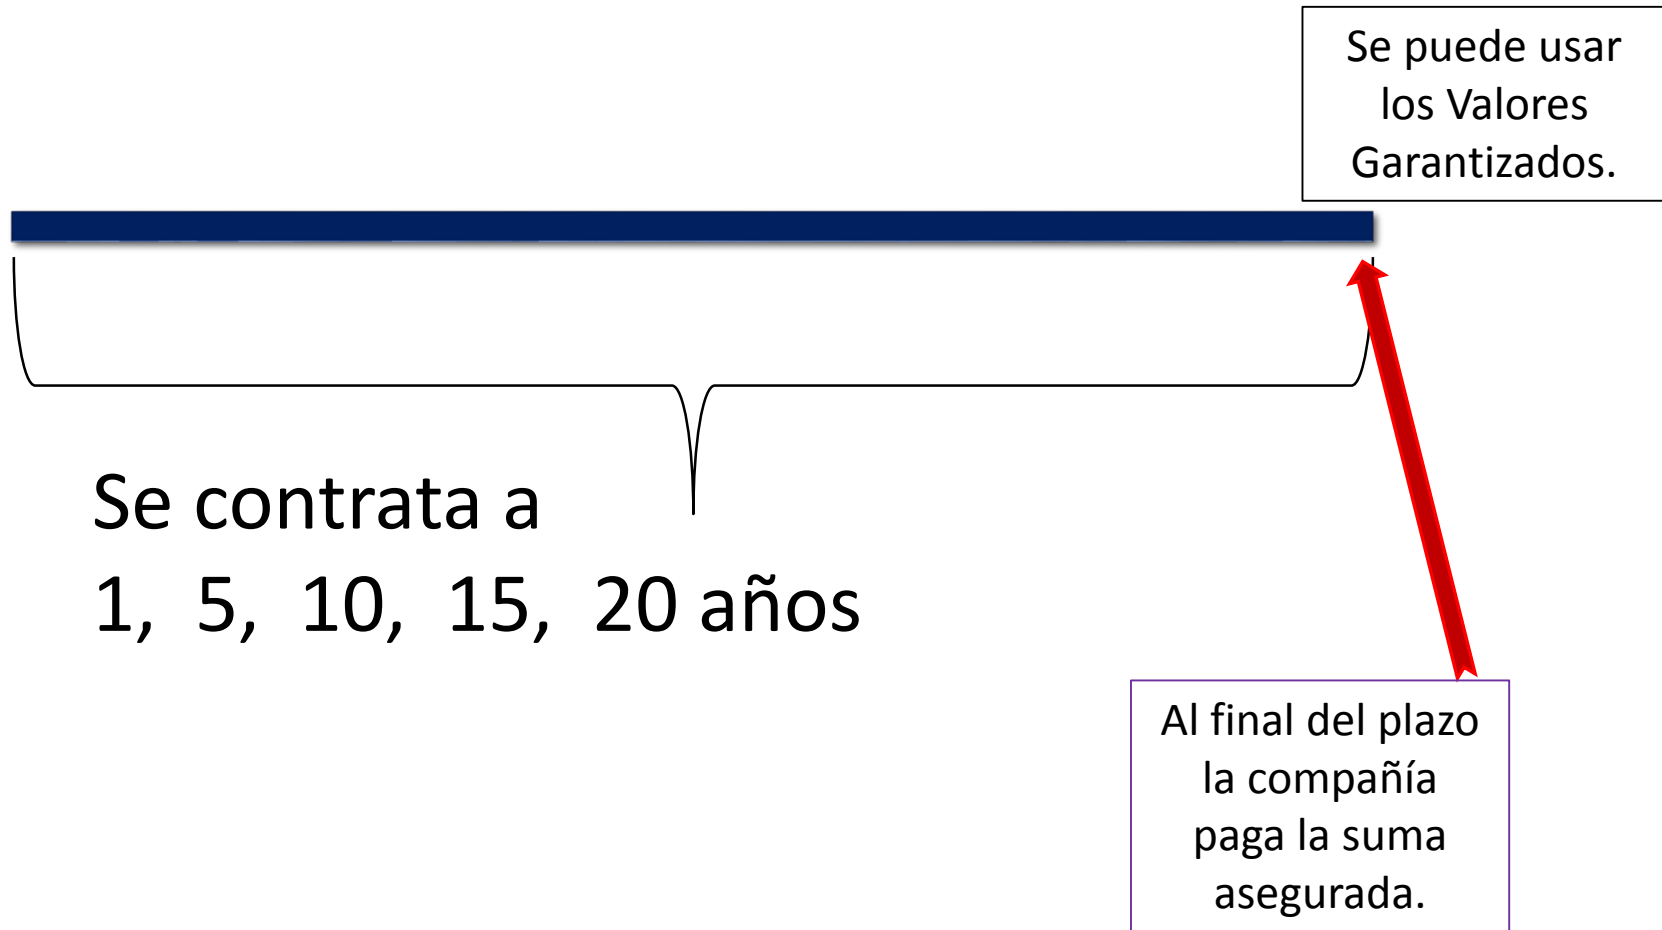 Se puede usar
los Valores
Garantizados.
Se contrata a
1, 5, 10, 15, 20 años
Al final del plazo
la compañía
paga la suma
asegurada.